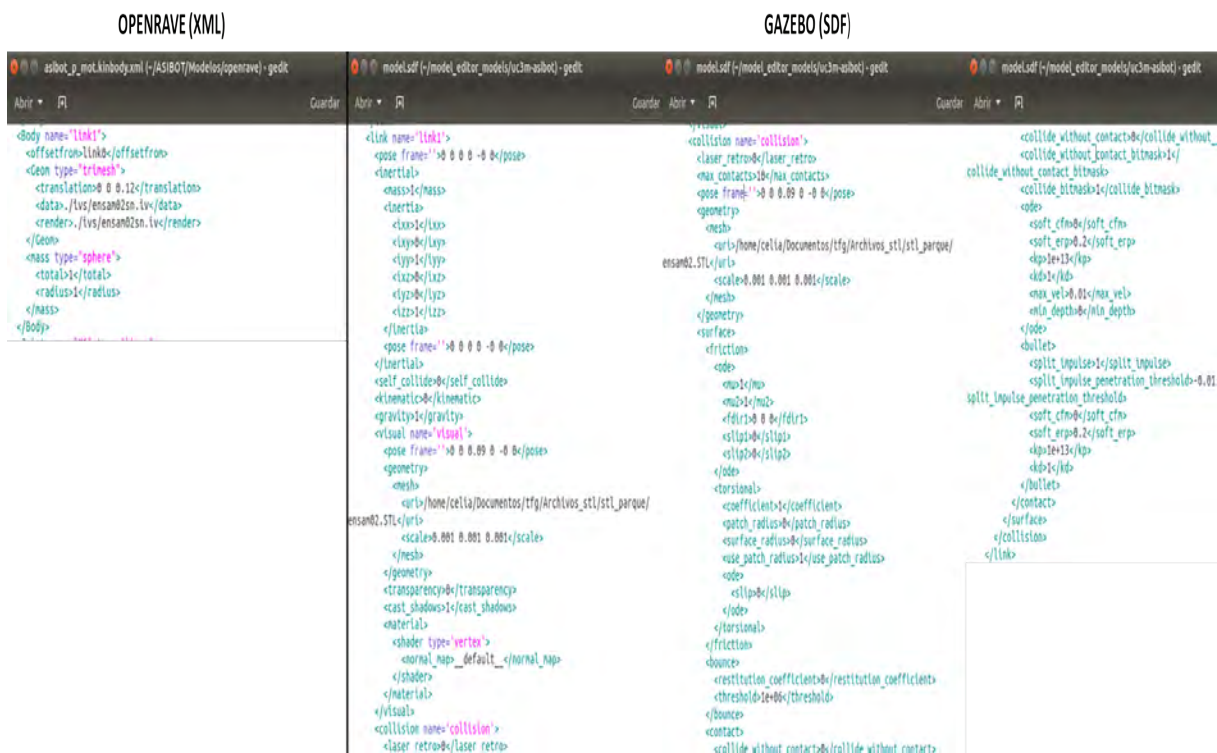 OPENRAVE (XML)
GAZEBO (SDF)
asibot_p_mot.kinbody.xml (~/ASIBOT/Modelos/openrave) - gedit
Abrir
Guardar
<Body name="link1">
<offsetfrom>link0</offsetfrom>
<Geom type="trimesh">
<translation>0 0 0.12</translation>
<data>./ivs/ensam02sn.iv</data>
<render>./ivs/ensam02sn.iv</render>
</Geom>
<mass type="sphere">
<total>1</total>
<radius>1</radius>
</mass>
</Body>
model.sdf (~/model_editor_models/uc3m-asibot) - gedit
Abrir
Guardar
<link name='link1'>
<pose frame=''>0 0 0 0 -0 0</pose>
<inertial>
<mass>1</mass>
<inertia>
<ixx>1</ixx>
<ixy>0</ixy>
<iyy>1</iyy>
<ixz>0</ixz>
<iyz>0</iyz>
<izz>1</izz>
</inertia>
<pose frame=''>0 0 0 0 -0 0</pose>
</inertial>
<self_collide>0</self_collide>
<kinematic>0</kinematic>
<gravity>1</gravity>
<visual name='visual'>
<pose frame=''>0 0 0.09 0 -0 0</pose>
<geometry>
<mesh>
<uri>/home/celia/Documentos/tfg/Archivos_stl/stl_parque/
ensam02.STL</uri>
<scale>0.001 0.001 0.001</scale>
</mesh>
</geometry>
<transparency>0</transparency>
<cast_shadows>1</cast_shadows>
<material>
<shader type='vertex'>
<normal_map>__default__</normal_map>
</shader>
</material>
</visual>
<collision name='collision'>
<laser_retro>0</laser_retro>
model.sdf (~/model_editor_models/uc3m-asibot) - gedit
Abrir
Guardar
<collision name='collision'>
<laser_retro>0</laser_retro>
<max_contacts>10</max_contacts>
<pose frame=''>0 0 0.09 0 -0 0</pose>
<geometry>
<mesh>
<uri>/home/celia/Documentos/tfg/Archivos_stl/stl_parque/
ensam02.STL</uri>
<scale>0.001 0.001 0.001</scale>
</mesh>
</geometry>
<surface>
<friction>
<ode>
<mu>1</mu>
<mu2>1</mu2>
<fdir1>0 0 0</fdir1>
<slip1>0</slip1>
<slip2>0</slip2>
</ode>
<torsional>
<coefficient>1</coefficient>
<patch_radius>0</patch_radius>
<surface_radius>0</surface_radius>
<use_patch_radius>1</use_patch_radius>
<ode>
<slip>0</slip>
</ode>
</torsional>
</friction>
<bounce>
<restitution_coefficient>0</restitution_coefficient>
<threshold>1e+06</threshold>
</bounce>
<contact>
<collide_without_contact>0</collide_without_contact>
model.sdf (~/model_editor_models/uc3m-asibot) - gedit
Abrir
<collide_without_contact>0</collide_without_
<collide_without_contact_bitmask>1</
collide_without_contact_bitmask>
<collide_bitmask>1</collide_bitmask>
<ode>
<soft_cfm>0</soft_cfm>
<soft_erp>0.2</soft_erp>
<kp>1e+13</kp>
<kd>1</kd>
<max_vel>0.01</max_vel>
<min_depth>0</min_depth>
</ode>
<bullet>
<split_impulse>1</split_impulse>
<split_impulse_penetration_threshold>-0.01
split_impulse_penetration_threshold>
<soft_cfm>0</soft_cfm>
<soft_erp>0.2</soft_erp>
<kp>1e+13</kp>
<kd>1</kd>
</bullet>
</contact>
</surface>
</collision>
</link>